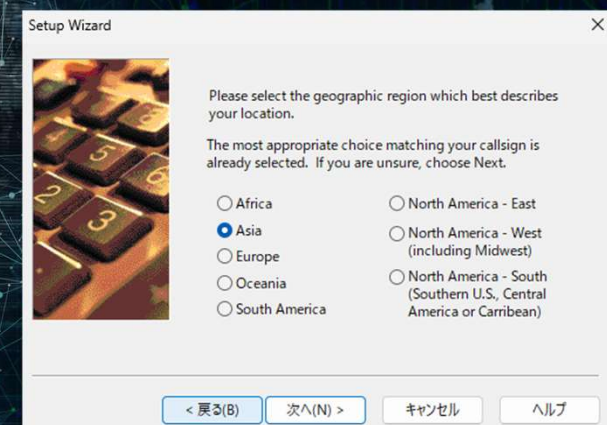 Setup Wizard
Please select the geographic region which best describes
your location.
The most appropriate choice matching your callsign is
already selected. If you are unsure, choose Next.
Africa
Asia
Europe
Oceania
South America
North America - East
North America - West
(including Midwest)
North America - South
(Southern U.S., Central
America or Carribean)
< 戻る(B)
次へ(N) >
キャンセル
ヘルプ